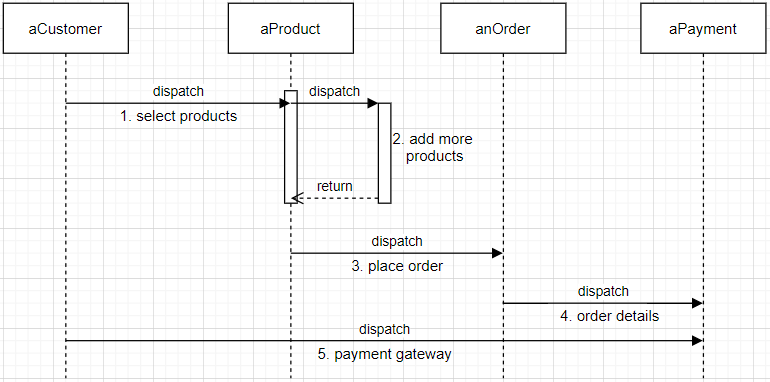 aCustomer
aProduct
anOrder
aPayment
dispatch
dispatch
1. select products
2. add more
products
return
dispatch
3. place order
dispatch
4. order details
dispatch
5. payment gateway